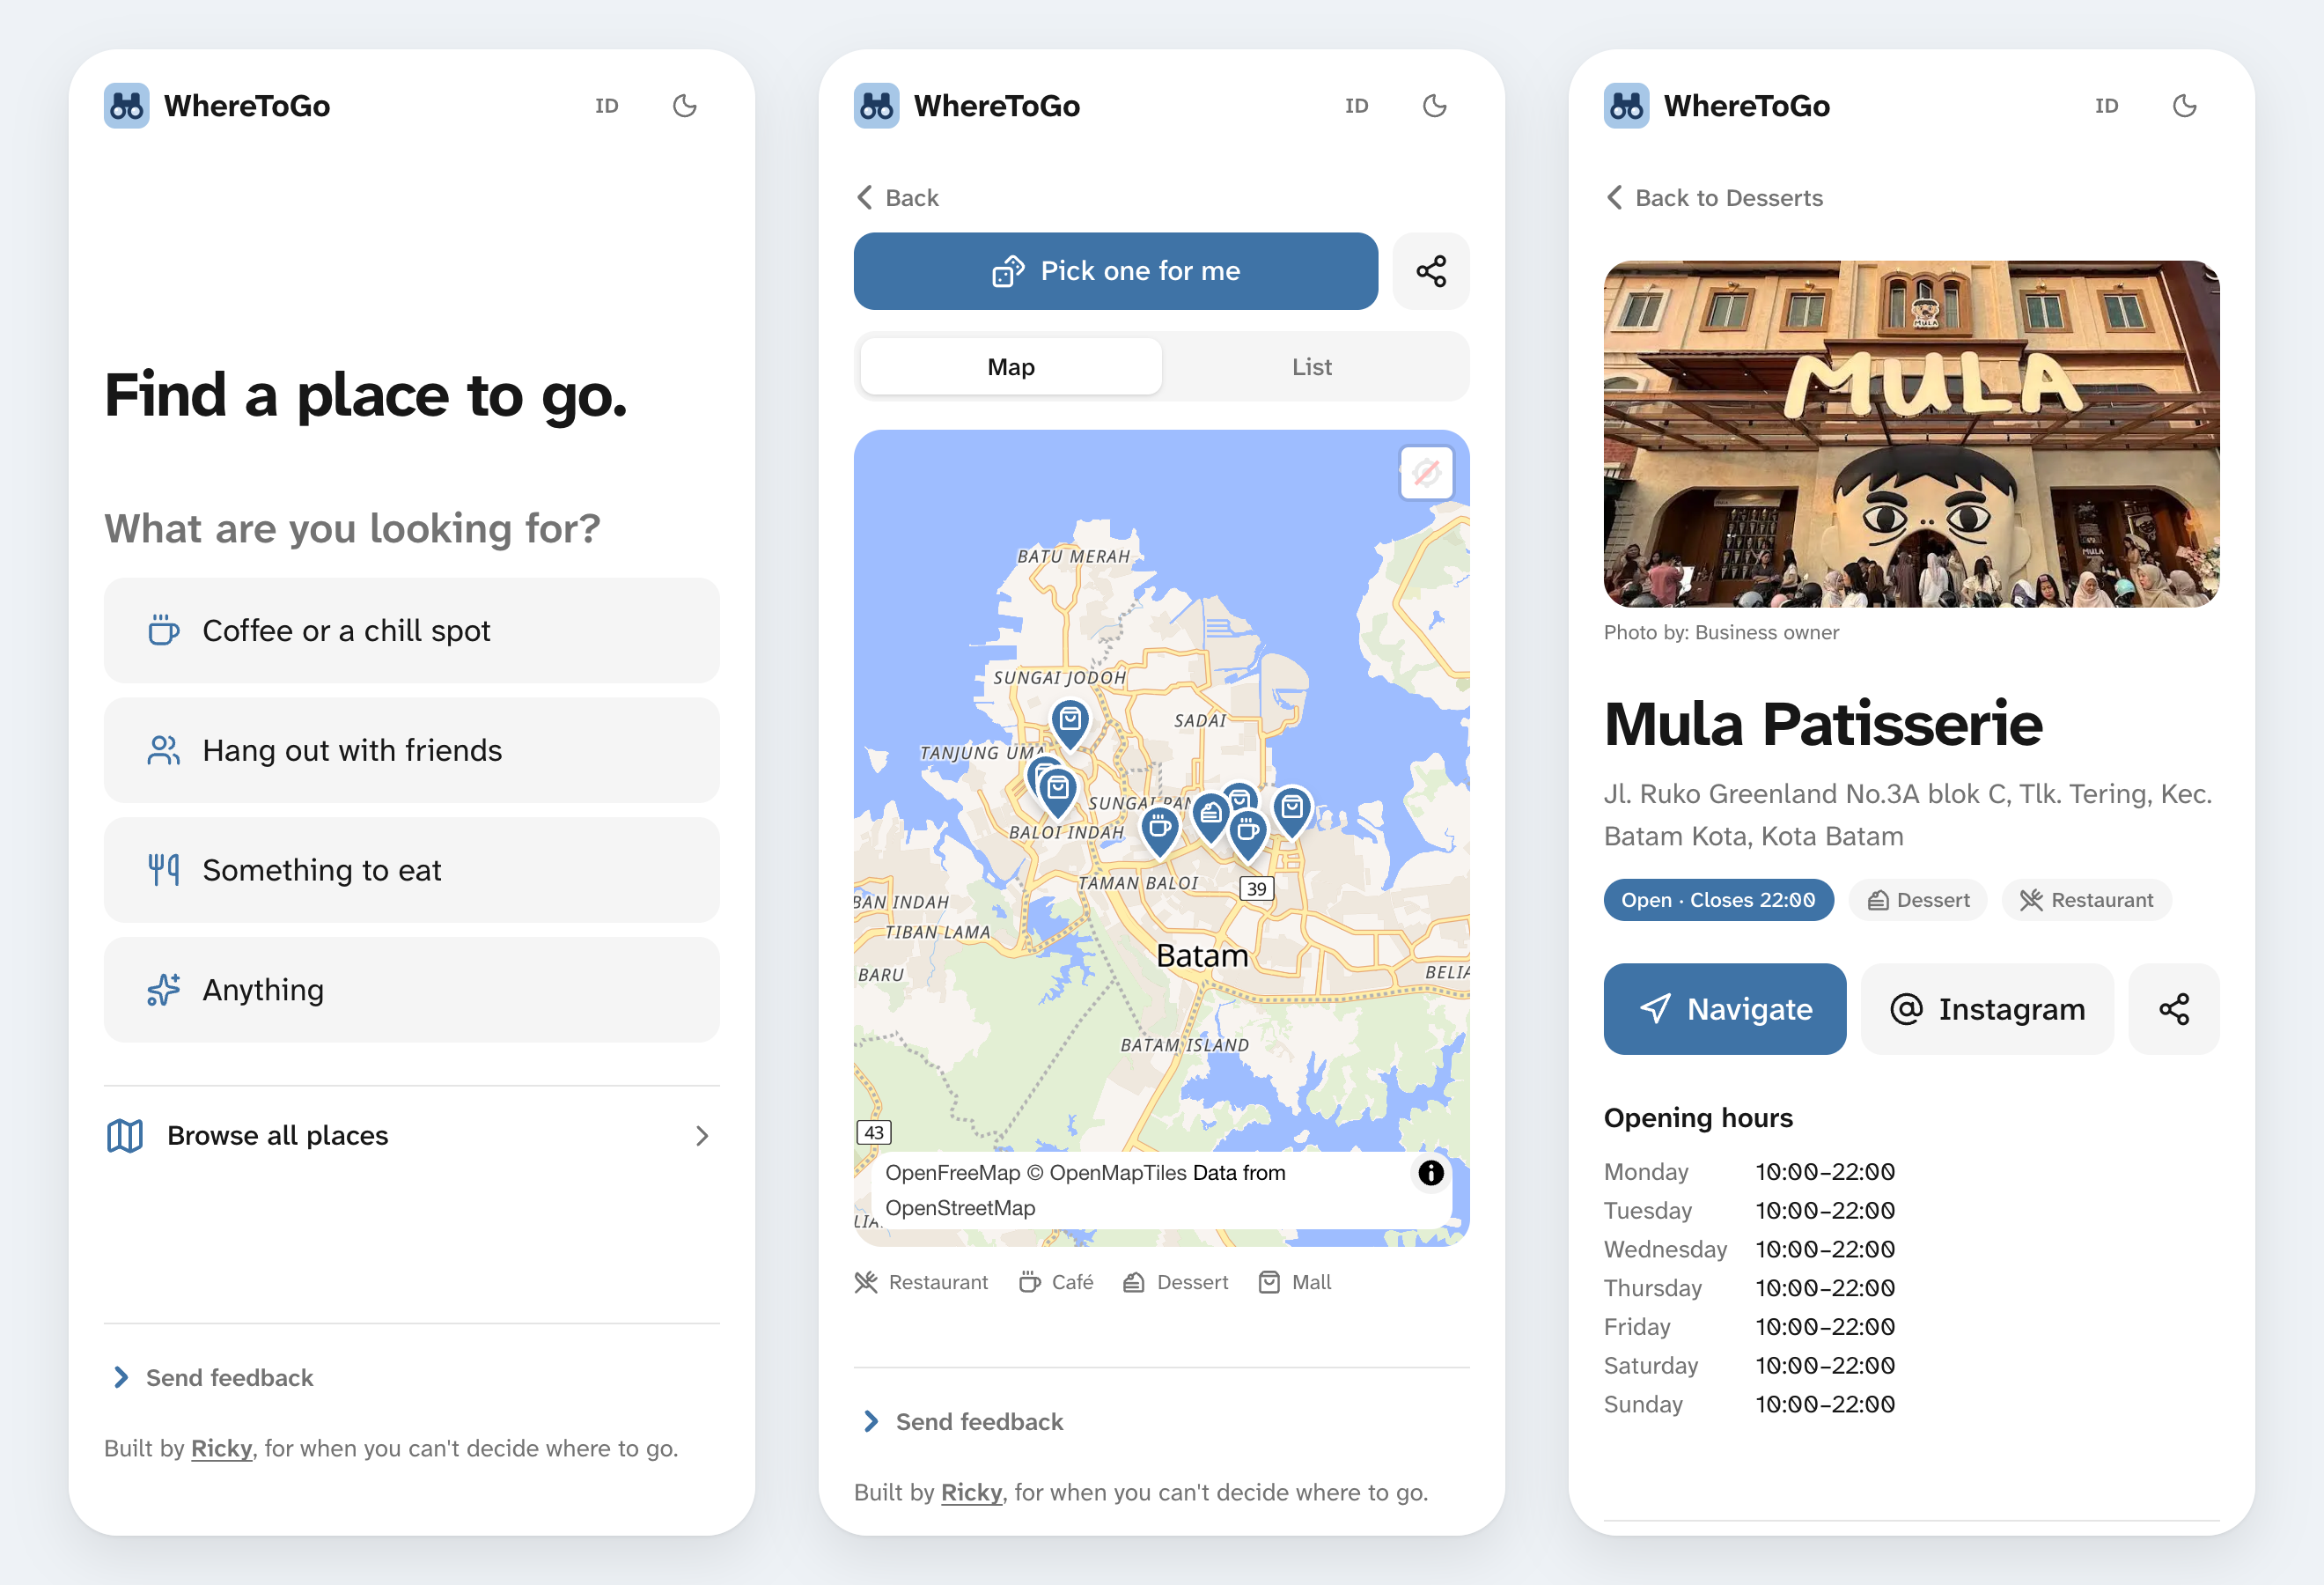 WhereToGo
ID
Find a place to go.
What are you looking for?
Coffee or a chill spot
Hang out with friends
Something to eat
Anything
Browse all places
Send feedback
Built by Ricky, for when you can't decide where to go.
WhereToGo
ID
Back
Pick one for me
Map
List
BATU MERAH
SUNGAI JODOH
SADAI
TANJUNG UMA
SUNGAI PAN
BALOI INDAH
TAMAN BALOI
39
BAN INDAH
TIBAN LAMA
Batam
BARU
BELIA
BATAM ISLAND
43
OpenFreeMap © OpenMapTiles Data from
OpenStreetMap
LIA
Restaurant
Café
Dessert
Mall
Send feedback
Built by Ricky, for when you can't decide where to go.
WhereToGo
ID
Back to Desserts
MULA
MULA
MULA
Photo by: Business owner
Mula Patisserie
Jl. Ruko Greenland No.3A blok C, Tlk. Tering, Kec.
Batam Kota, Kota Batam
Open · Closes 22:00
Dessert
Restaurant
Navigate
Instagram
Opening hours
Monday 10:00–22:00
Tuesday 10:00–22:00
Wednesday 10:00–22:00
Thursday 10:00–22:00
Friday 10:00–22:00
Saturday 10:00–22:00
Sunday 10:00–22:00